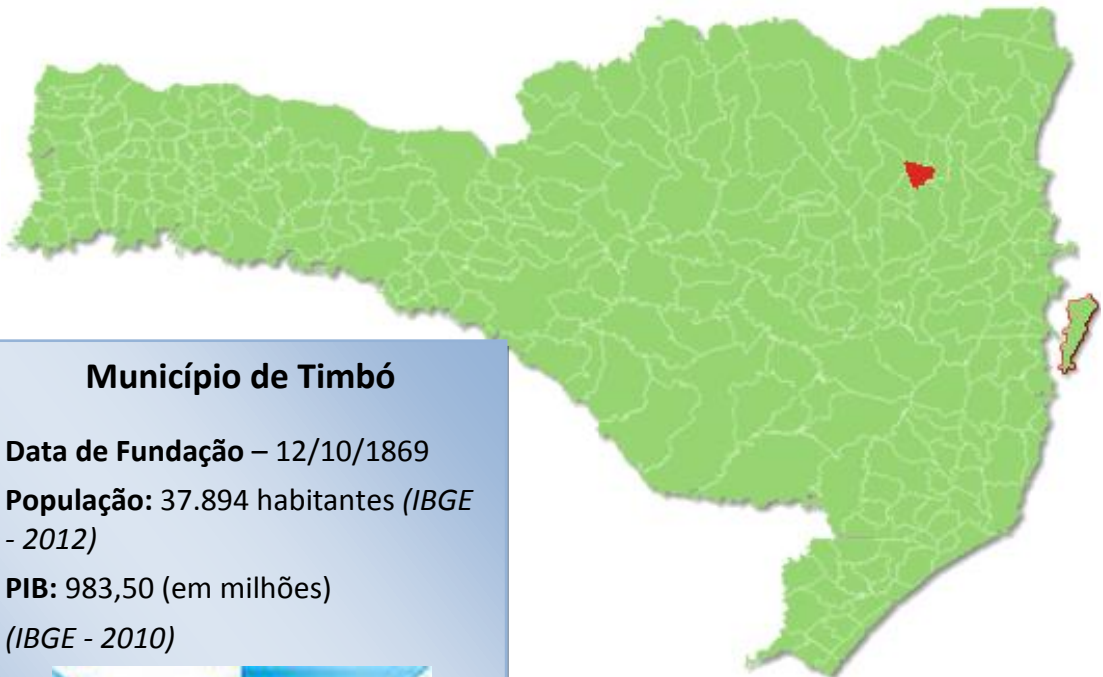 Município de Timbó
Data de Fundação – 12/10/1869
População: 37.894 habitantes (IBGE
- 2012)
PIB: 983,50 (em milhões)
(IBGE - 2010)